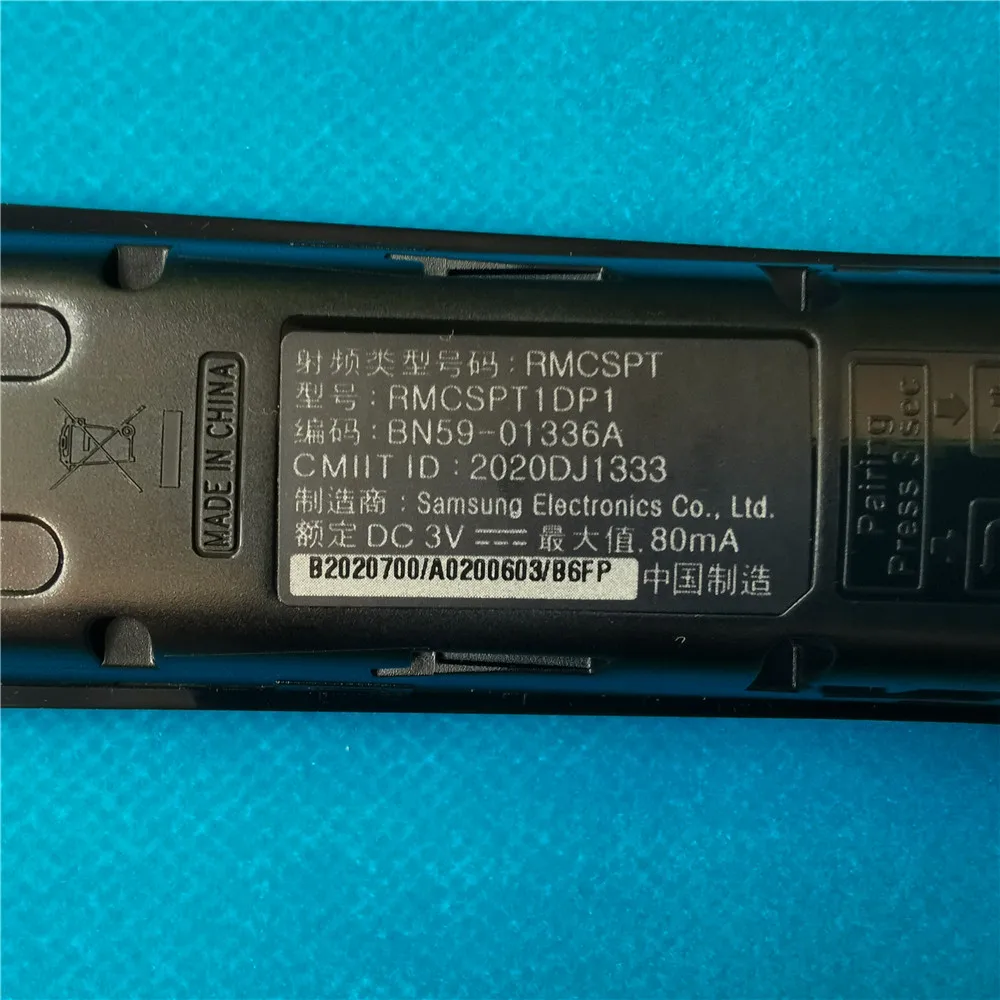 MADE IN CHINA
射频类型号码 : RMCSPT
型号 : RMCSPT1DP1
编码 : BN59-01336A
CMIIT ID : 2020DJ1333
制造商 : Samsung Electronics Co., Ltd.
额定 DC 3V 最大值. 80mA
B2020700/A0200603/B6FP 中国制造
Pairing
Press 3 sec